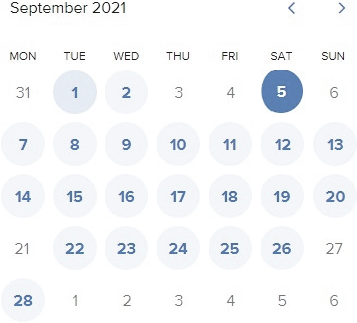 September 2021
MON TUE WED THU FRI SAT SUN
31 1 2 3 4 5 6
7 8 9 10 11 12 13
14 15 16 17 18 19 20
21 22 23 24 25 26 27
28 1 2 3 4 5 6